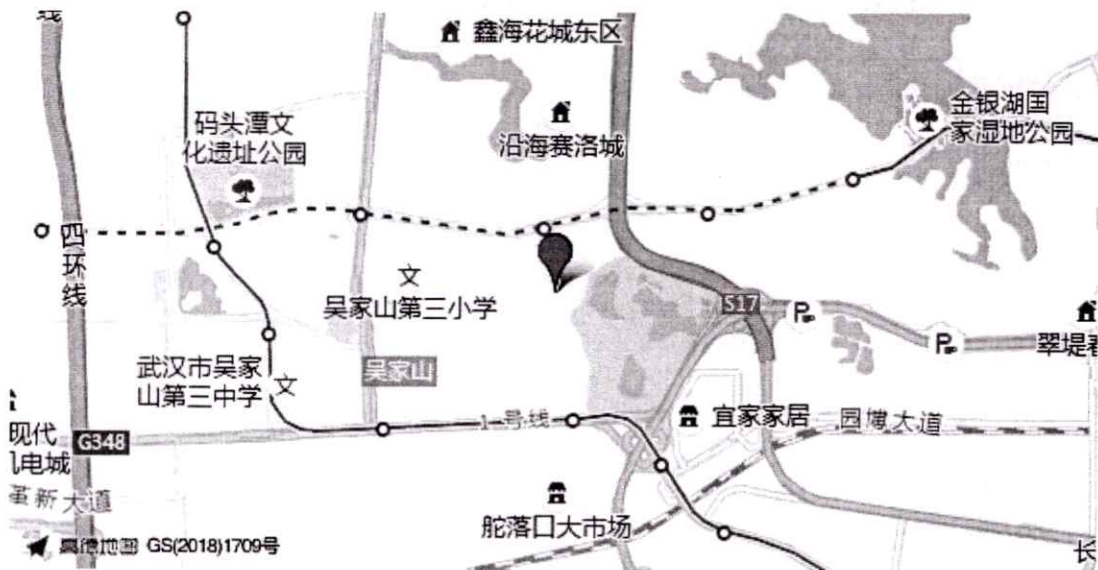 线
鑫海花城东区
码头潭文
化遗址公园
沿海赛洛城
金银湖国
家湿地公园
四环线
文
吴家山第三小学
S17
P
P
翠堤春
武汉市吴家
山第三中学
文
吴家山
1号线
宜家家居
园博大道
现代
机电城
G348
革新大道
舵落口大市场
长
高德地图 GS(2018)1709号